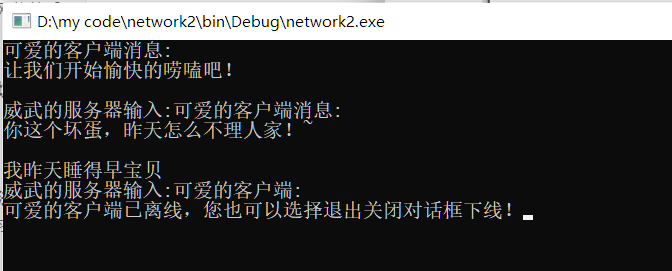 D:\my code\network2\bin\Debug\network2.exe
可爱的客户端消息:
让我们开始愉快的唠嗑吧!
威武的服务器输入:可爱的客户端消息:
你这个坏蛋，昨天怎么不理人家!~
我昨天睡得早宝贝
威武的服务器输入:可爱的客户端:
可爱的客户端已离线，您也可以选择退出关闭对话框下线!